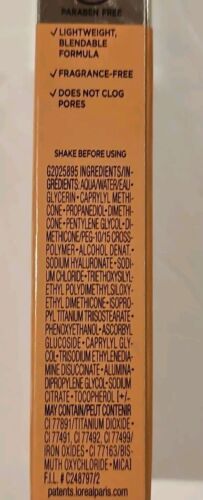 PARABEN FREE
✓ LIGHTWEIGHT,
BLENDABLE
FORMULA
✓ FRAGRANCE-FREE
✓ DOES NOT CLOG
PORES
SHAKE BEFORE USING
G2025895 INGREDIENTS/IN-
GRÉDIENTS: AQUA/WATER/EAU•
GLYCERIN • CAPRYLYL METHI-
CONE • PROPANEDIOL • DIMETHI-
CONE • PENTYLENE GLYCOL • DI-
METHICONE/PEG-10/15 CROSS-
POLYMER • ALCOHOL DENAT. •
SODIUM HYALURONATE • SODI-
UM CHLORIDE • TRIETHOXYSILYL-
ETHYL POLYDIMETHYLSILOXY-
ETHYL DIMETHICONE • ISOPRO-
PYL TITANIUM TRIISOSTEARATE•
PHENOXYETHANOL • ASCORBYL
GLUCOSIDE • CAPRYLYL GLY-
COL • TRISODIUM ETHYLENEDIA-
MINE DISUCCINATE • ALUMINA•
DIPROPYLENE GLYCOL • SODIUM
CITRATE • TOCOPHEROL [+/-
MAY CONTAIN/PEUT CONTENIR
CI 77891/TITANIUM DIOXIDE •
CI 77491, CI 77492, CI 77499/
IRON OXIDES • CI 77163/BIS-
MUTH OXYCHLORIDE • MICA]
F.I.L. # C248797/2
patents.lorealparis.com